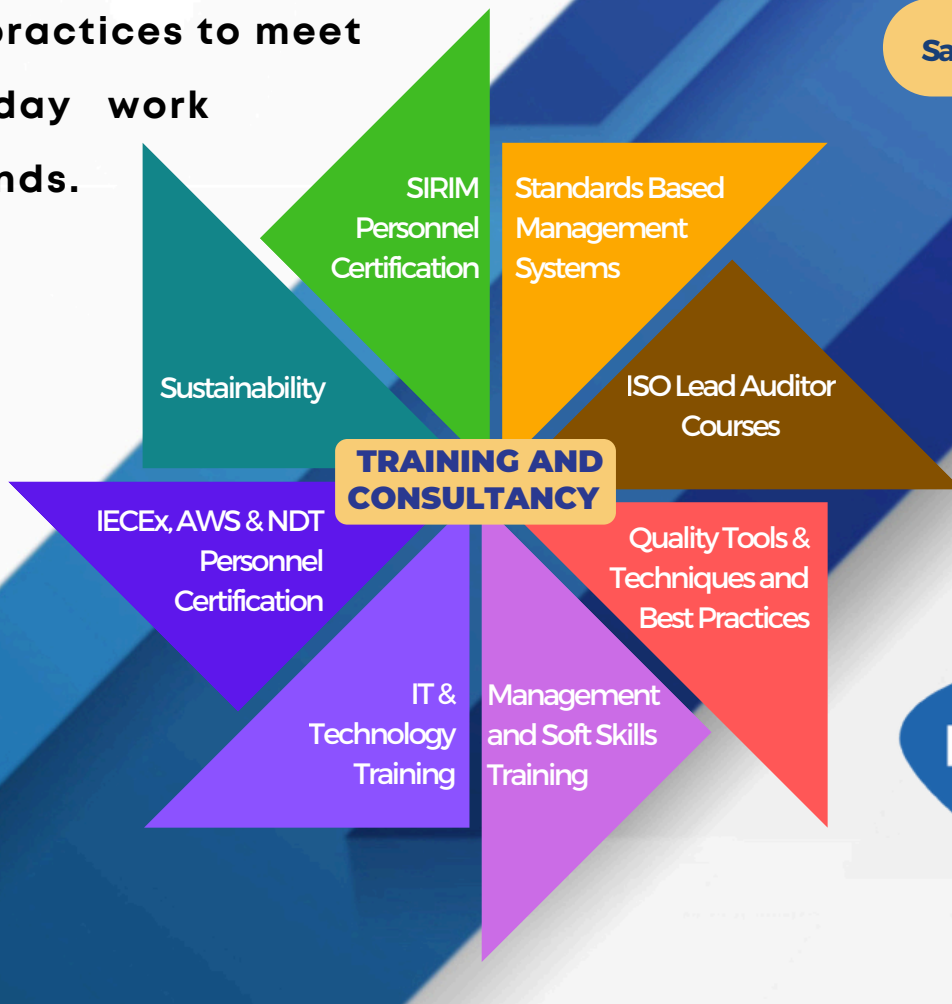 practices to meet
day work
nds.
Sa
SIRIM
Personnel
Certification
Standards Based
Management
Systems
Sustainability
ISO Lead Auditor
Courses
TRAINING AND
CONSULTANCY
IECEx, AWS & NDT
Personnel
Certification
Quality Tools &
Techniques and
Best Practices
IT &
Technology
Training
Management
and Soft Skills
Training